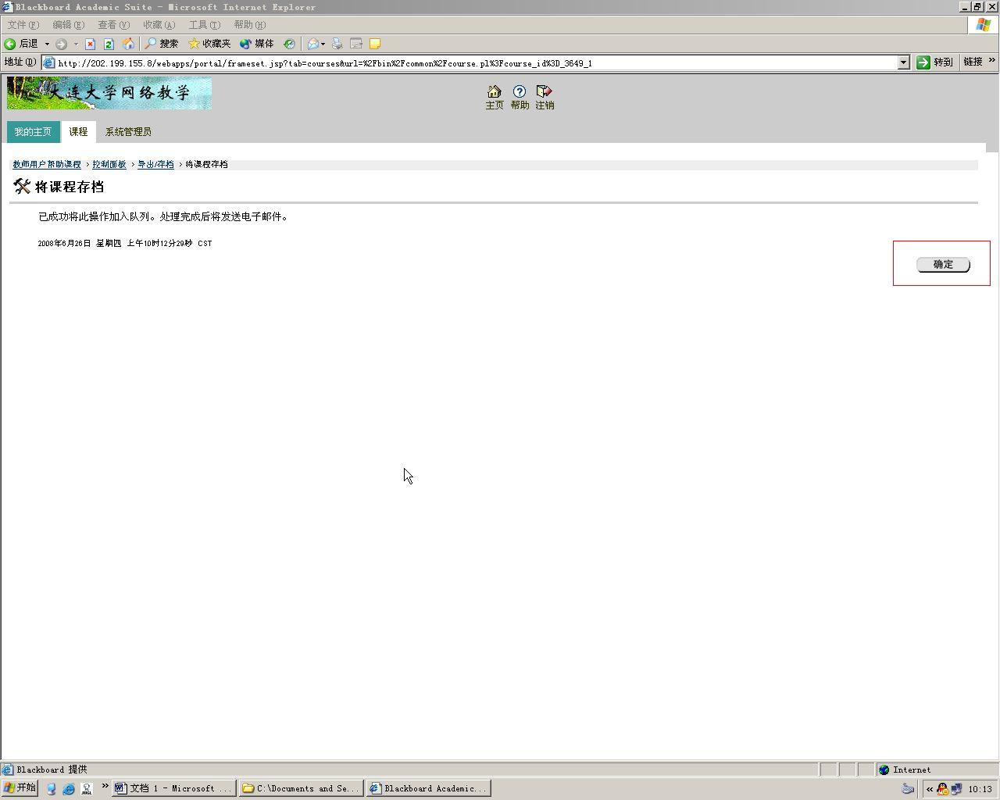 Blackboard Academic Suite - Microsoft Internet Explorer
文件(F) 编辑(E) 查看(V) 收藏(A) 工具(T) 帮助(H)
后退 搜索 收藏夹 媒体
地址(D) http://202.199.155.8/webapps/portal/frameset.jsp?tab=courses&url=%2Fbin%2Fcommon%2Fcourse.pl%3Fcourse_id%3D_3649_1 转到 链接 »
大连大学网络教学
主页 帮助 注销
我的主页 课程 系统管理员
教师用户帮助课程 > 控制面板 > 导出/存档 > 将课程存档
将课程存档
已成功将此操作加入队列。处理完成后将发送电子邮件。
2008年6月26日 星期四 上午10时12分29秒 CST
确定
Blackboard 提供 Internet
开始 » 文档 1 - Microsoft ... C:\Documents and Se... Blackboard Academic... « 10:13